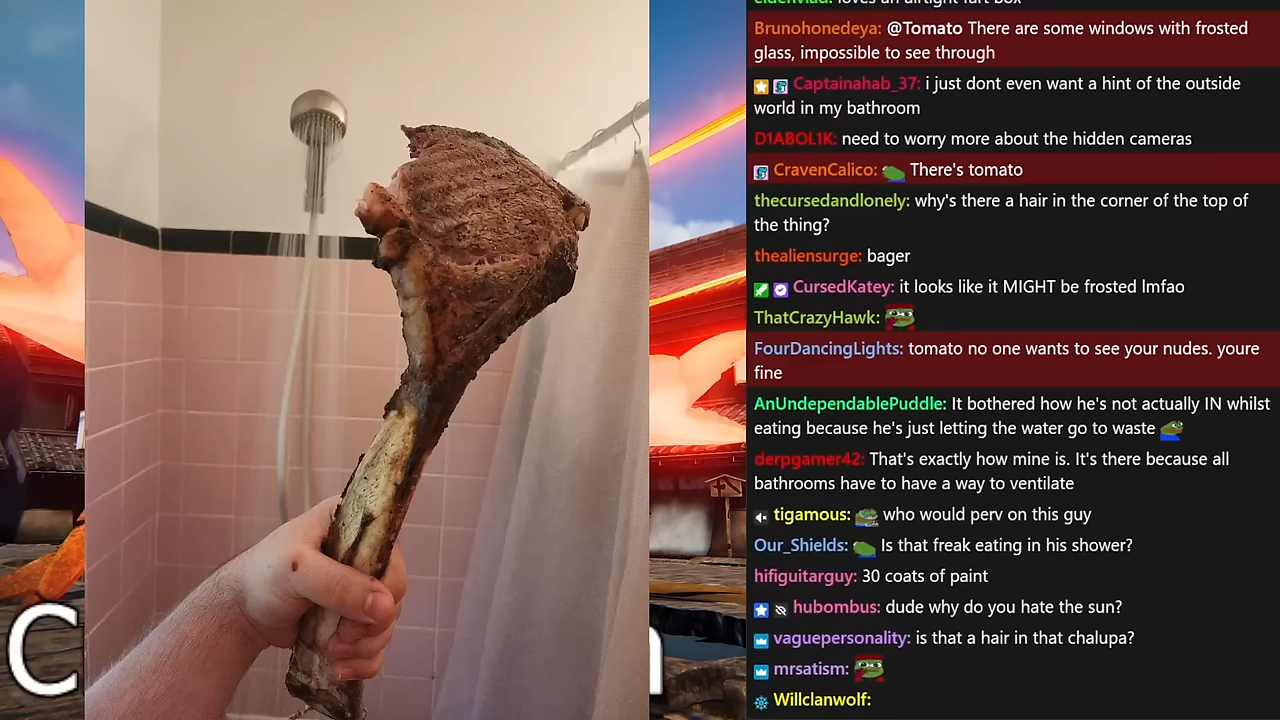 eldenvlad: loves an airtight fart box
Brunohonedeya: @Tomato There are some windows with frosted
glass, impossible to see through
Captainahab_37: i just dont even want a hint of the outside
world in my bathroom
D1ABOL1K: need to worry more about the hidden cameras
CravenCalico: There's tomato
thecursedandlonely: why's there a hair in the corner of the top of
the thing?
thealiensurge: bager
CursedKatey: it looks like it MIGHT be frosted lmfao
ThatCrazyHawk:
FourDancingLights: tomato no one wants to see your nudes. youre
fine
AnUndependablePuddle: It bothered how he's not actually IN whilst
eating because he's just letting the water go to waste
derpgamer42: That's exactly how mine is. It's there because all
bathrooms have to have a way to ventilate
tigamous: who would perv on this guy
Our_Shields: Is that freak eating in his shower?
hifiguitarguy: 30 coats of paint
hubombus: dude why do you hate the sun?
vaguepersonality: is that a hair in that chalupa?
mrsatism:
Willclanwolf:
C